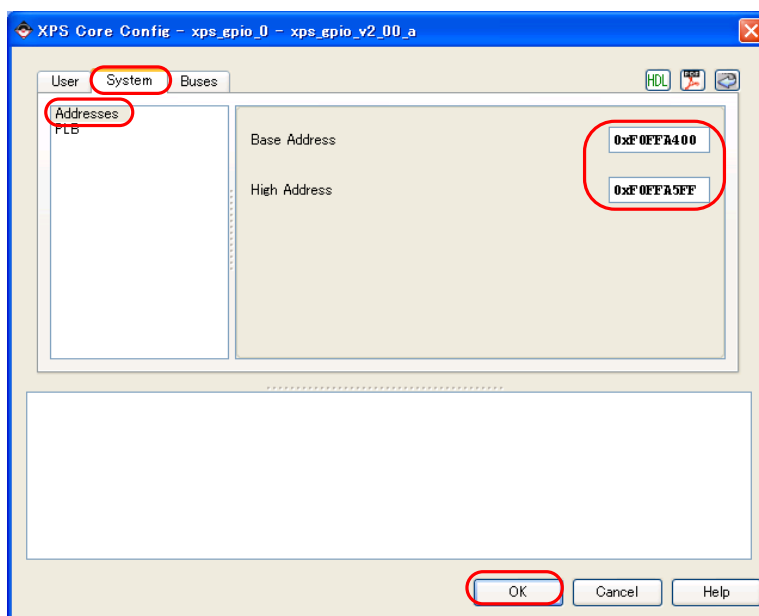 XPS Core Config - xps_gpio_0 - xps_gpio_v2_00_a
User System Buses HDL PDF
Addresses
PLB
Base Address 0xF0FFA400
High Address 0xF0FFA5FF
OK Cancel Help